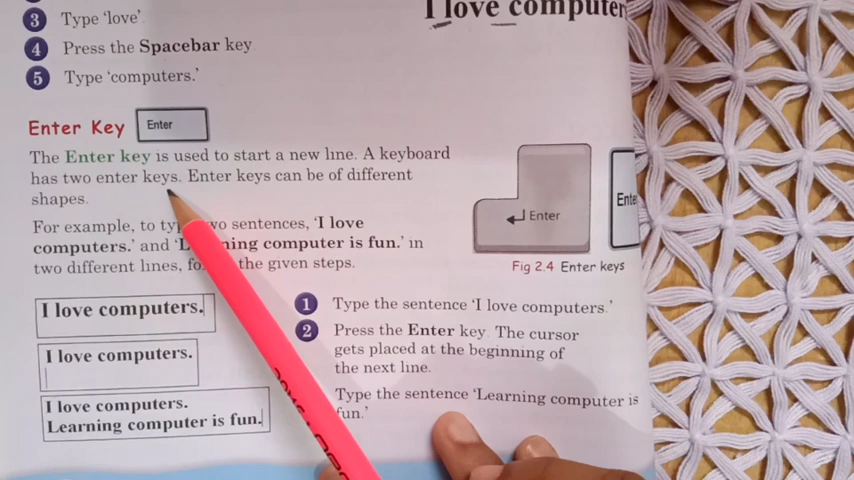 3 Type 'love'
4 Press the Spacebar key
5 Type 'computers.'
I love computer
Enter Key Enter
The Enter key is used to start a new line. A keyboard
has two enter keys. Enter keys can be of different
shapes.
For example, to two sentences, 'I love
computers.' and computer is fun.' in
two different lines, the given steps.
Enter
Ente
Fig 2.4 Enter keys
I love computers.
I love computers.
I love computers.
Learning computer is fun.
1 Type the sentence 'I love computers.'
2 Press the Enter key The cursor
gets placed at the beginning of
the next line.
Type the sentence 'Learning computer is
fun.'